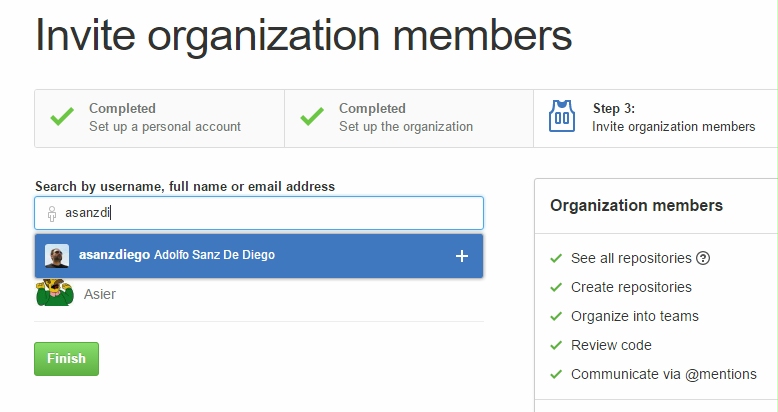 Invite organization members
Completed
Set up a personal account
Completed
Set up the organization
Step 3:
Invite organization members
Search by username, full name or email address
asanzdi
asanzdiego Adolfo Sanz De Diego
Asier
Finish
Organization members
See all repositories
Create repositories
Organize into teams
Review code
Communicate via @mentions